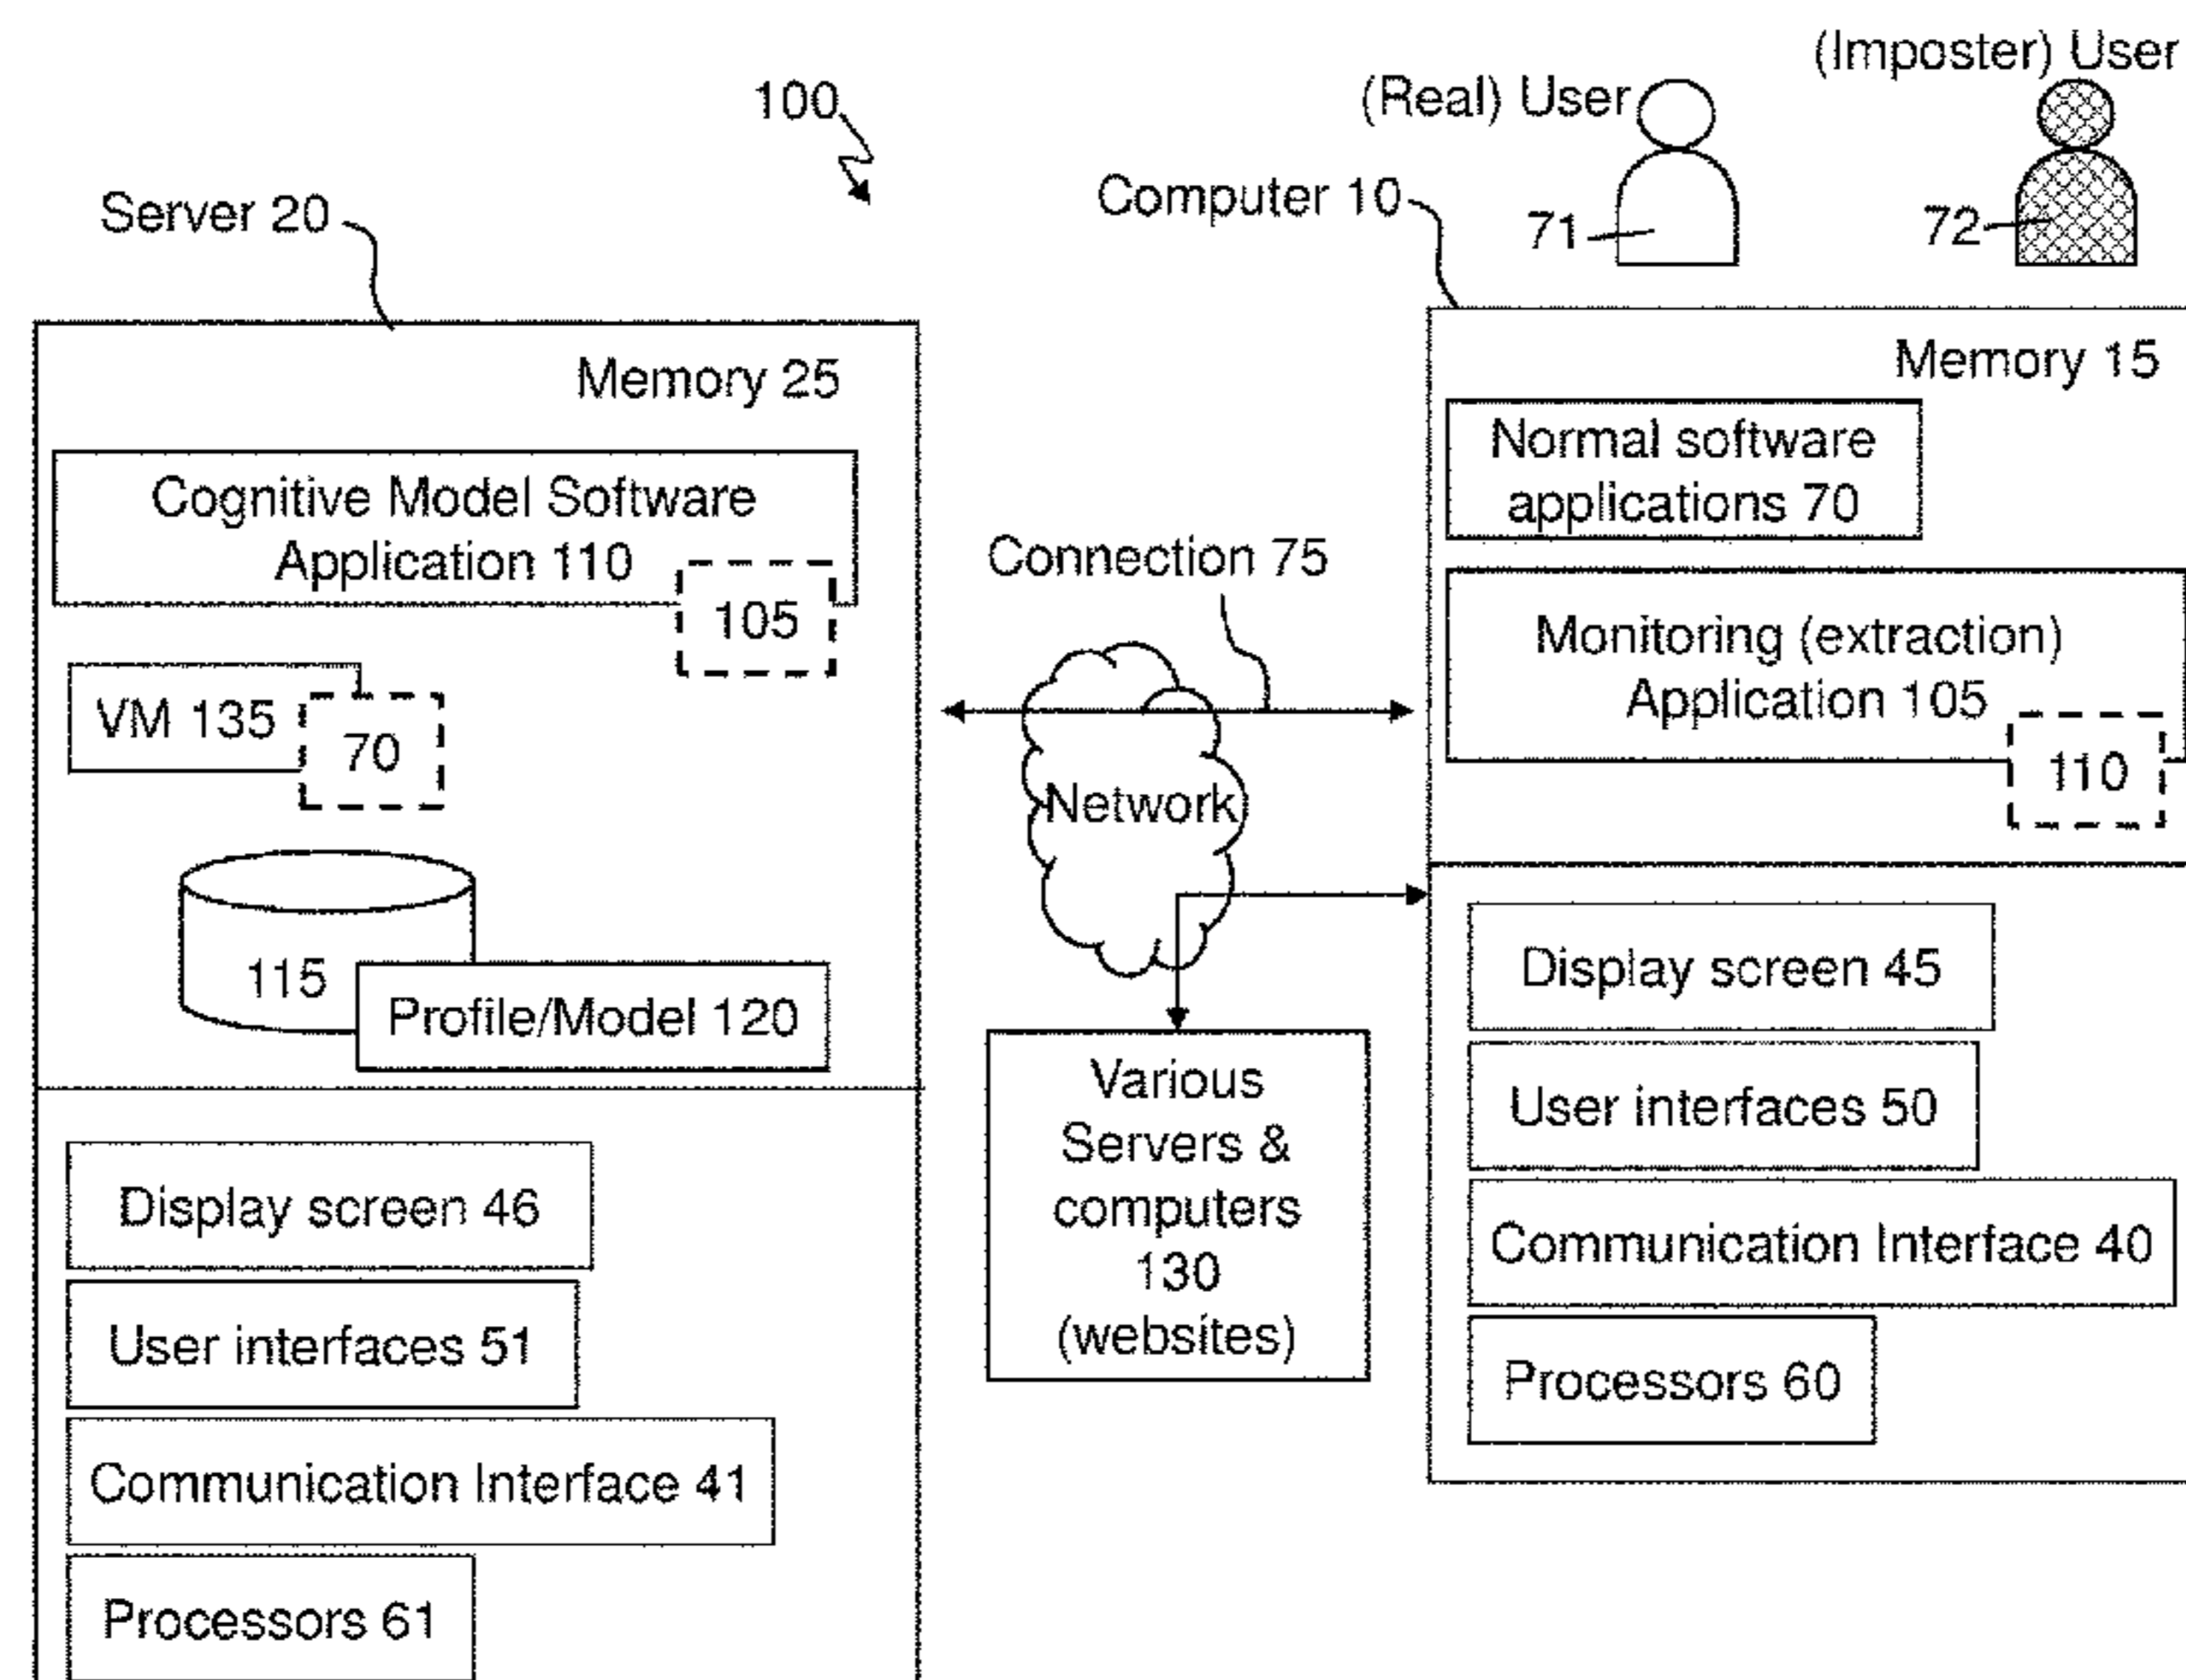 100
(Real) User
(Imposter) User
Server 20
Computer 10
71
72
Memory 25
Cognitive Model Software
Application 110
105
VM 135
70
115
Profile/Model 120
Display screen 46
User interfaces 51
Communication Interface 41
Processors 61
Connection 75
Network
Various
Servers &
computers
130
(websites)
Memory 15
Normal software
applications 70
Monitoring (extraction)
Application 105
110
Display screen 45
User interfaces 50
Communication Interface 40
Processors 60